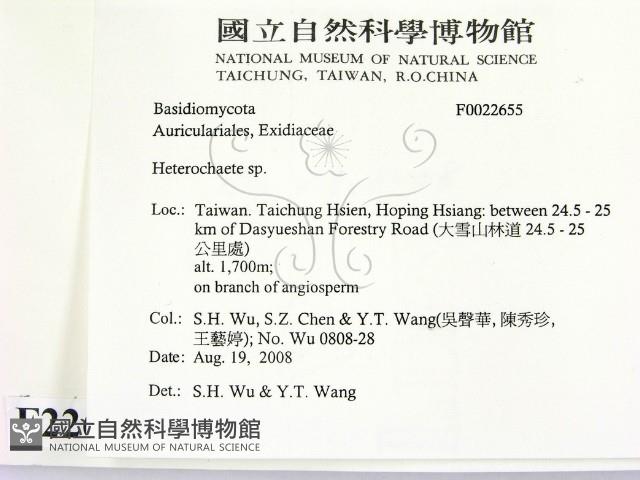 國立自然科學博物館
NATIONAL MUSEUM OF NATURAL SCIENCE
TAICHUNG, TAIWAN, R.O.CHINA
Basidiomycota F0022655
Auriculariales, Exidiaceae
Heterochaete sp.
Loc.: Taiwan. Taichung Hsien, Hoping Hsiang: between 24.5 - 25
km of Dasyueshan Forestry Road (大雪山林道 24.5 - 25
公里處)
alt. 1,700m;
on branch of angiosperm
Col.: S.H. Wu, S.Z. Chen & Y.T. Wang(吳聲華, 陳秀珍,
王藝婷); No. Wu 0808-28
Date: Aug. 19, 2008
Det.: S.H. Wu & Y.T. Wang
F22
國立自然科學博物館
NATIONAL MUSEUM OF NATURAL SCIENCE